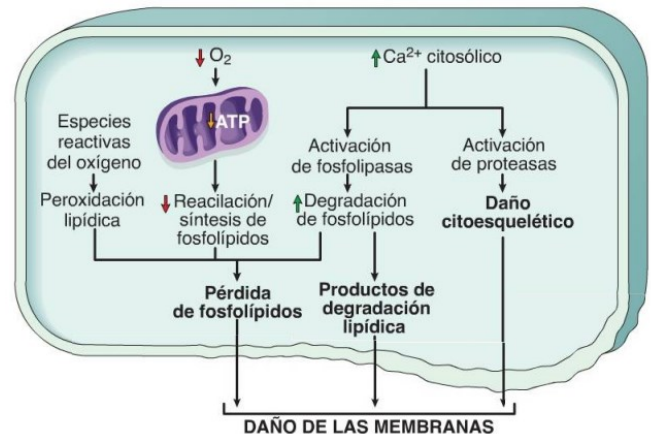 ↓ O₂
↑ Ca²⁺ citosólico
↓ATP
Especies
reactivas
del oxígeno
Activación
de fosfolipasas
Activación
de proteasas
Peroxidación
lipídica
↓ Reacilación/
síntesis de
fosfolípidos
↑ Degradación
de fosfolípidos
Daño
citoesquelético
Pérdida
de fosfolípidos
Productos de
degradación
lipídica
DAÑO DE LAS MEMBRANAS